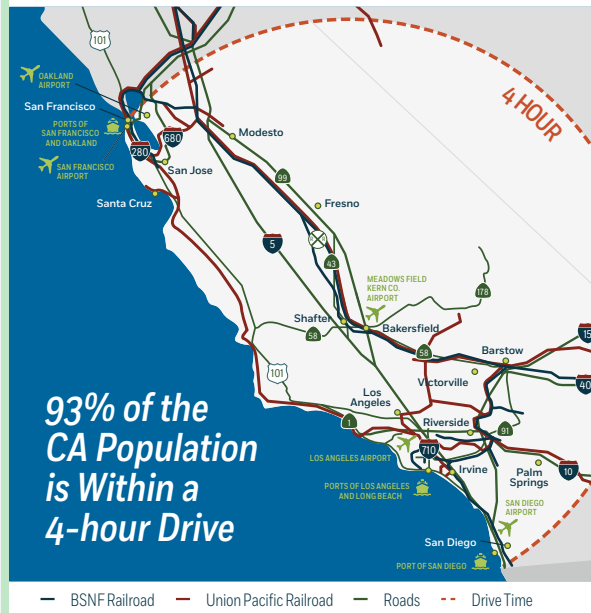 101
OAKLAND
AIRPORT
4 HOUR
San Francisco
PORTS OF
SAN FRANCISCO
AND OAKLAND
680
280
Modesto
SAN FRANCISCO
AIRPORT
San Jose
99
Santa Cruz
Fresno
5
43
MEADOWS FIELD
KERN CO.
AIRPORT
178
Shafter
58
Bakersfield
58
Barstow
15
101
Victorville
40
Los
Angeles
93% of the
CA Population
is Within a
4-hour Drive
1
Riverside
91
LOS ANGELES AIRPORT
710
Irvine
Palm
Springs
10
PORTS OF LOS ANGELES
AND LONG BEACH
SAN DIEGO
AIRPORT
San Diego
PORT OF SAN DIEGO
BSNF Railroad
Union Pacific Railroad
Roads
Drive Time